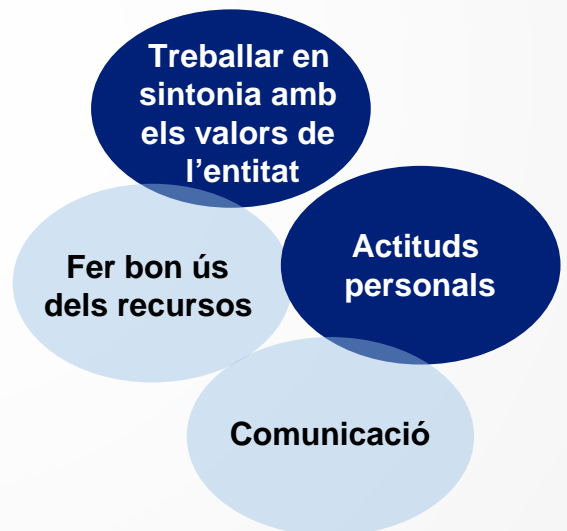 Treballar en
sintonia amb
els valors de
l’entitat
Fer bon ús
dels recursos
Actituds
personals
Comunicació